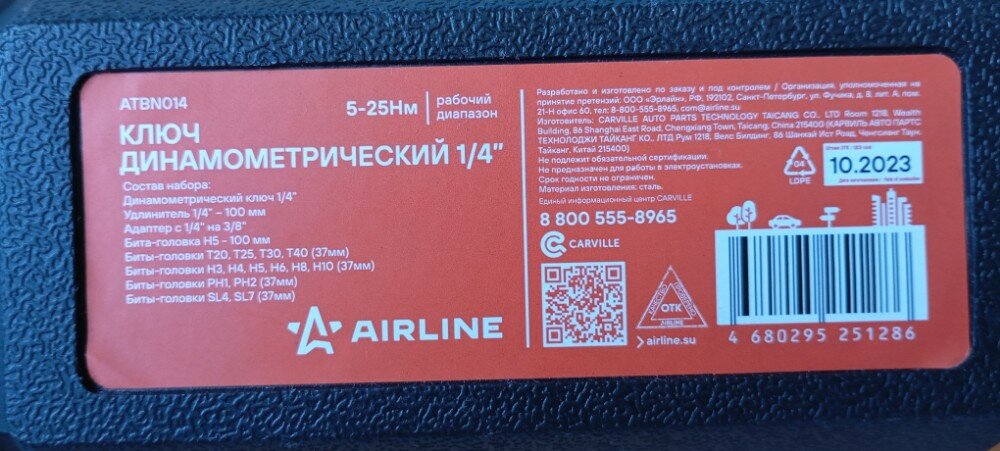 ATBN014
5-25Нм
рабочий
диапазон
КЛЮЧ
ДИНАМОМЕТРИЧЕСКИЙ 1/4"
Состав набора:
Динамометрический ключ 1/4"
Удлинитель 1/4" - 100 мм
Адаптер с 1/4" на 3/8"
Бита-головка H5 - 100 мм
Биты-головки T20, T25, T30, T40 (37мм)
Биты-головки H3, H4, H5, H6, H8, H10 (37мм)
Биты-головки PH1, PH2 (37мм)
Биты-головки SL4, SL7 (37мм)
AIRLINE
Разработано и изготовлено по заказу и под контролем / Организация, уполномоченная на
принятие претензий: ООО «Эрлайн», РФ, 192102, Санкт-Петербург, ул. Фучика, д. 8, лит. А, пом.
21-Н офис 60, тел.: 8-800-555-8965, com@airline.su
Изготовитель: CARVILLE AUTO PARTS TECHNOLOGY TAICANG CO., LTD Room 1218, Wealth
Building, 86 Shanghai East Road, Chengxiang Town, Taicang, China 215400 (КАРВИЛЬ АВТО ПАРТС
ТЕХНОЛОДЖИ ТАЙКАНГ КО., ЛТД Рум 1218, Велс Билдинг, 86 Шанхай Ист Роад, Ченгсианг Таун,
Тайканг, Китай 215400)
Не подлежит обязательной сертификации.
Не предназначен для работы в электроустановках.
Срок годности не ограничен.
Материал изготовления: сталь.
Единый информационный центр CARVILLE
8 800 555-8965
CARVILLE
04
LDPE
10.2023
КАЧЕСТВО
ПРОВЕРЕНО
ОТК
AIRLINE
airline.su
4 680295 251286